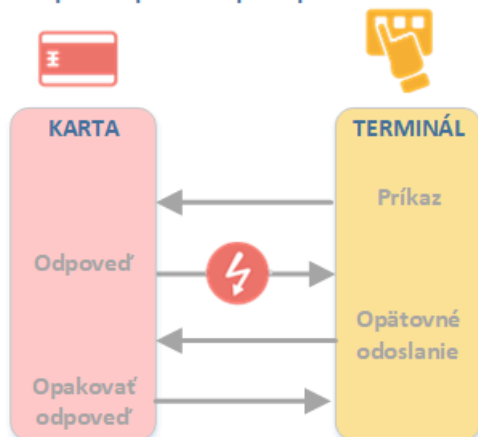 KARTA
TERMINÁL
Príkaz
Odpoveď
Opätovné
odoslanie
Opakovať
odpoveď